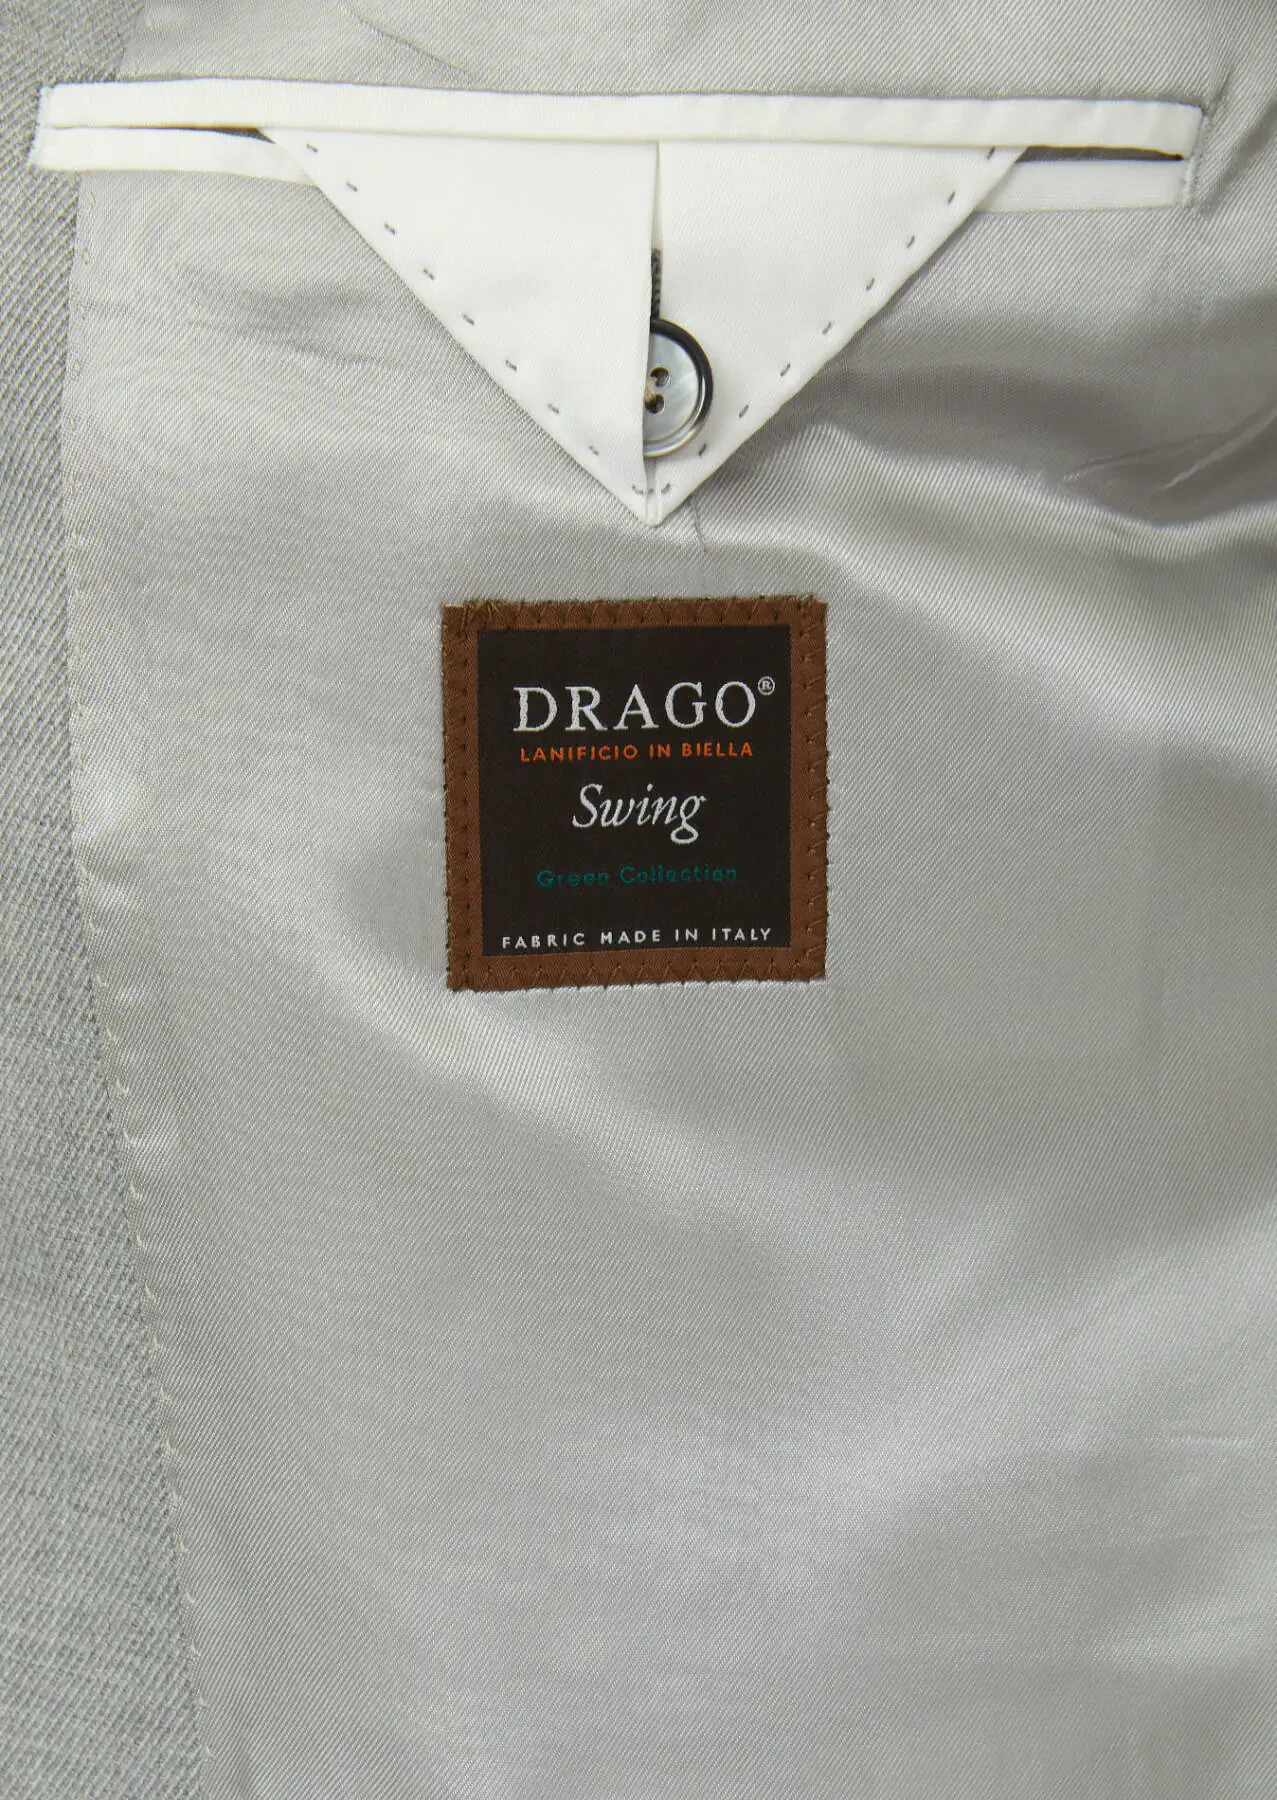 DRAGO®
LANIFICIO IN BIELLA
Swing
Green Collection
FABRIC MADE IN ITALY